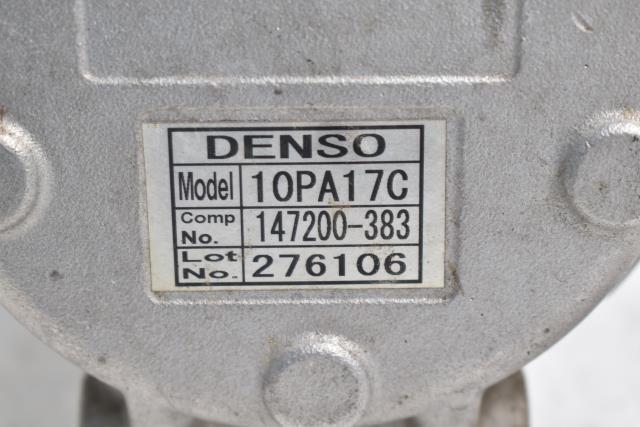 DENSO
Model 10PA17C
Comp No. 147200-383
Lot No. 276106